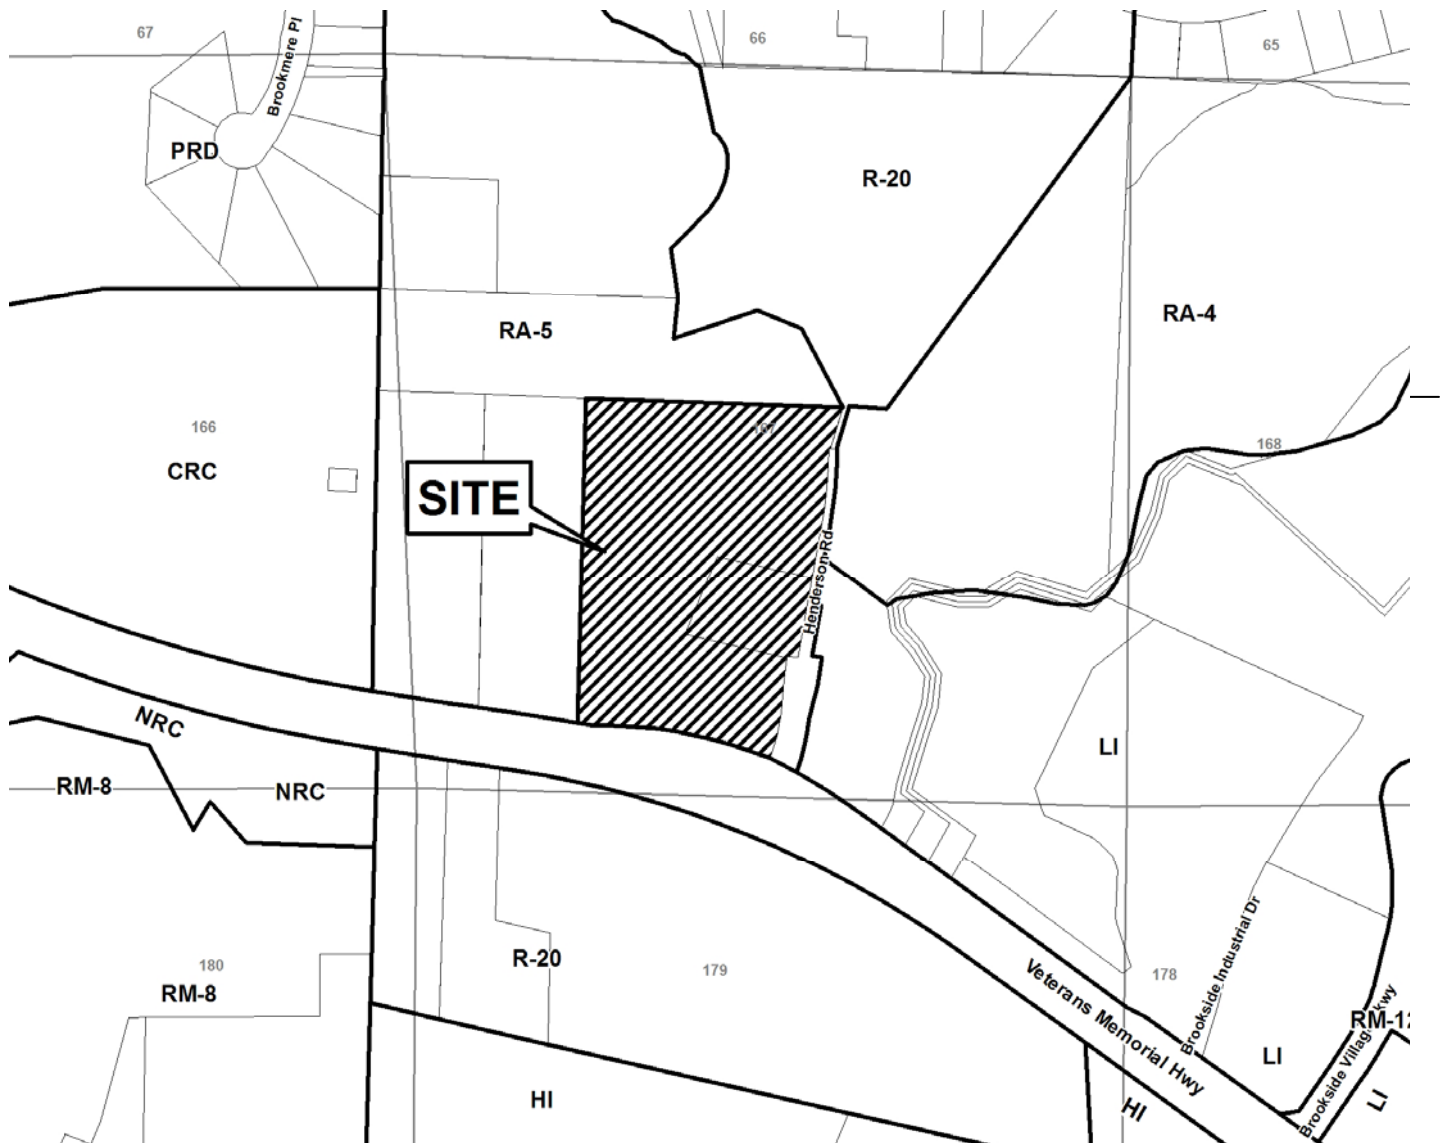 67
66
65
Brookmere Pl
PRD
R-20
RA-5
RA-4
166
167
168
CRC
SITE
Henderson Rd
NRC
LI
RM-8
NRC
R-20
180
179
178
RM-8
Veterans Memorial Hwy
Brookside Industrial Dr
RM-12
LI
Brookside Village Pkwy
HI
HI
LI